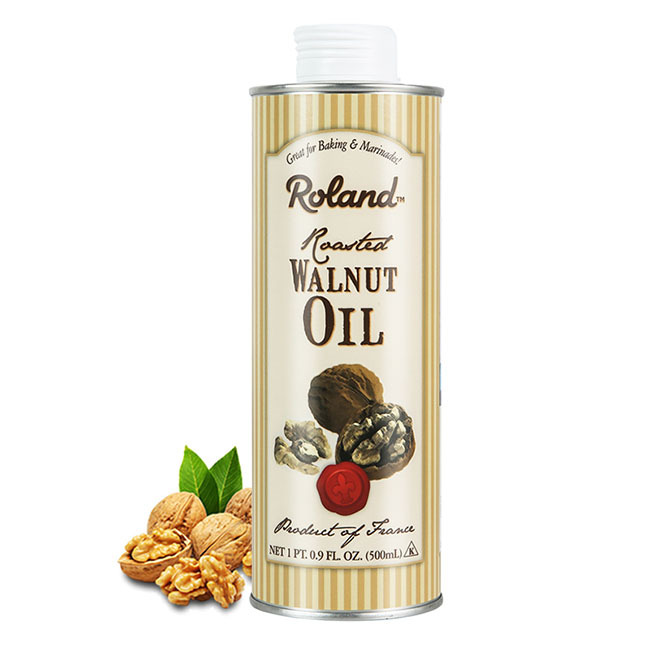 Great for Baking & Marinades!
Roland™
Roasted
WALNUT
OIL
Product of France
NET 1 PT. 0.9 FL. OZ. (500mL) K